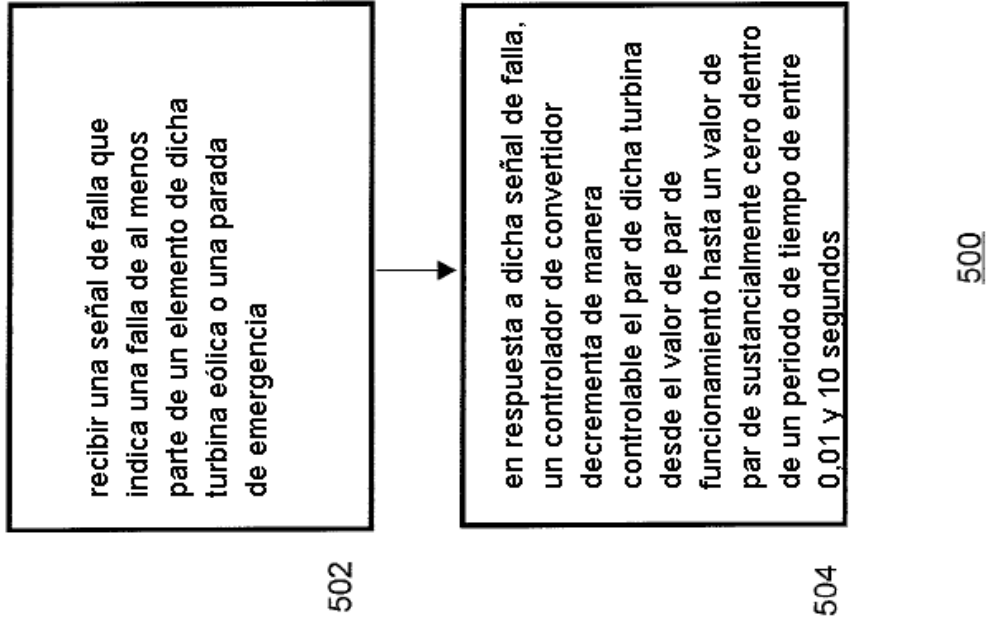 recibir una señal de falla que
indica una falla de al menos
parte de un elemento de dicha
turbina eólica o una parada
de emergencia
502
en respuesta a dicha señal de falla,
un controlador de convertidor
decrementa de manera
controlable el par de dicha turbina
desde el valor de par de
funcionamiento hasta un valor de
par de sustancialmente cero dentro
de un periodo de tiempo de entre
0,01 y 10 segundos
504
500